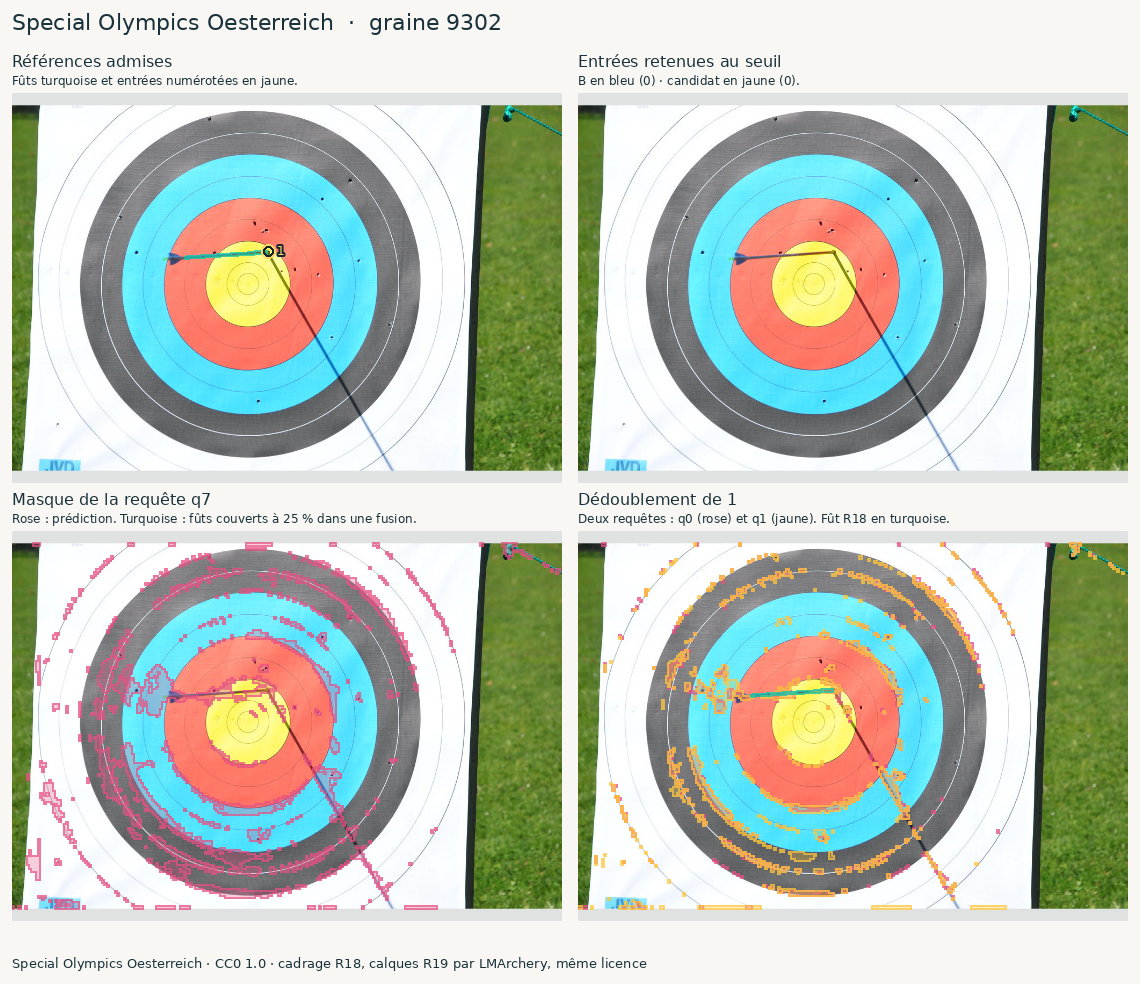 Special Olympics Oesterreich · graine 9302
Références admises
Fûts turquoise et entrées numérotées en jaune.
Entrées retenues au seuil
B en bleu (0) · candidat en jaune (0).
1
JVD
JVD
Masque de la requête q7
Rose : prédiction. Turquoise : fûts couverts à 25 % dans une fusion.
Dédoublement de 1
Deux requêtes : q0 (rose) et q1 (jaune). Fût R18 en turquoise.
Special Olympics Oesterreich · CC0 1.0 · cadrage R18, calques R19 par LMArchery, même licence